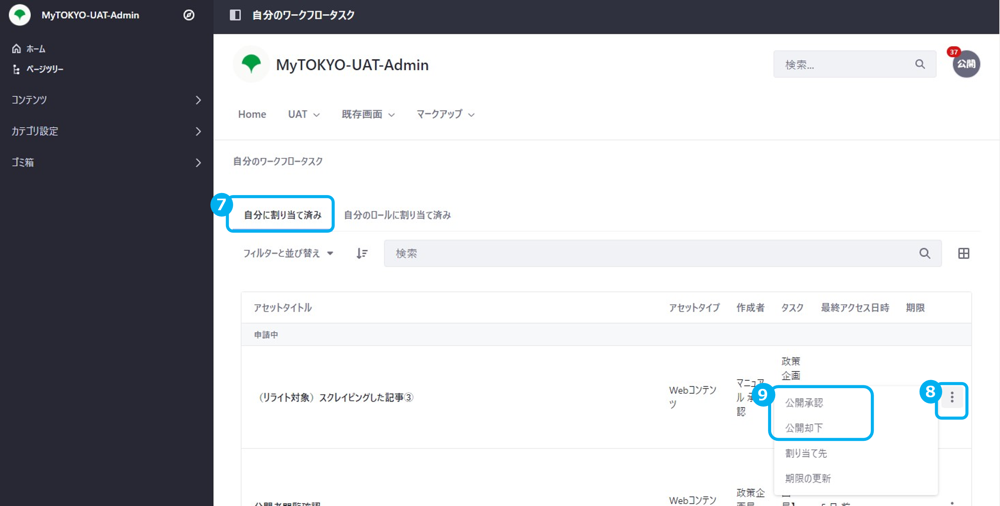 MyTOKYO-UAT-Admin
自分のワークフロータスク
ホーム
ページツリー
コンテンツ
カテゴリ設定
ゴミ箱
MyTOKYO-UAT-Admin
検索...
37
公開
Home
UAT
既存画面
マークアップ
自分のワークフロータスク
7
自分に割り当て済み
自分のロールに割り当て済み
フィルターと並び替え
検索
アセットタイトル
アセットタイプ
作成者
タスク
最終アクセス日時
期限
申請中
（リライト対象）スクレイピングした記事③
Webコンテン
ツ
マニュア
ル 承
認
政策
企画
8
9
公開承認
公開却下
割り当て先
期限の更新
Webコンテン
政策企